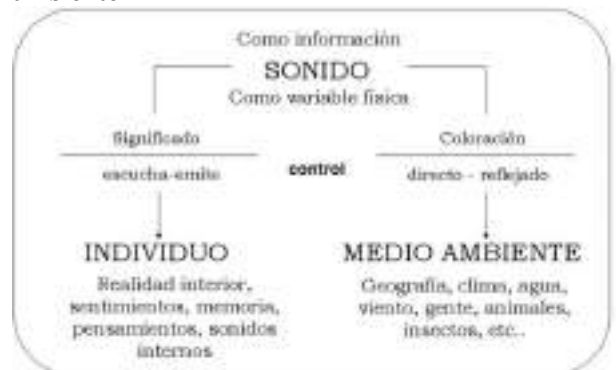 Como información
SONIDO
Como variable física
Significado
Coloración
escucha-emite
control
directo - reflejado
INDIVIDUO
MEDIO AMBIENTE
Realidad interior,
sentimientos, memoria,
pensamientos, sonidos
internos
Geografía, clima, agua,
viento, gente, animales,
insectos, etc..